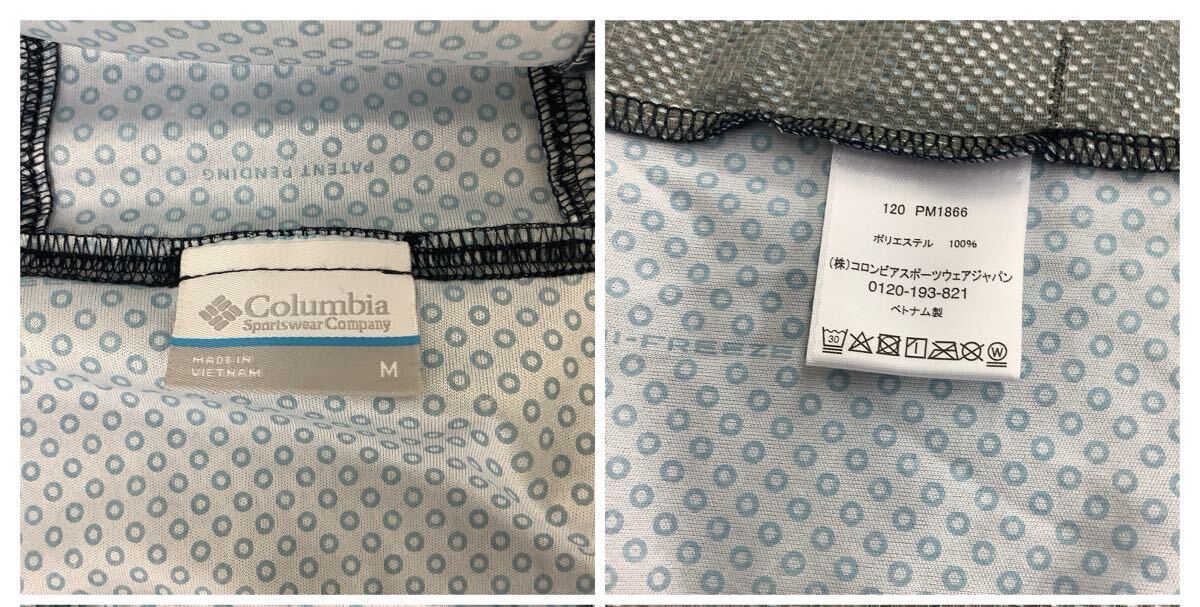 PATENT PENDING
Columbia
Sportswear Company
MADE IN
VIETNAM
M
120 PM1866
ポリエステル 100%
(株)コロンビアスポーツウェアジャパン
0120-193-821
ベトナム製
30
W
I-FREEZE